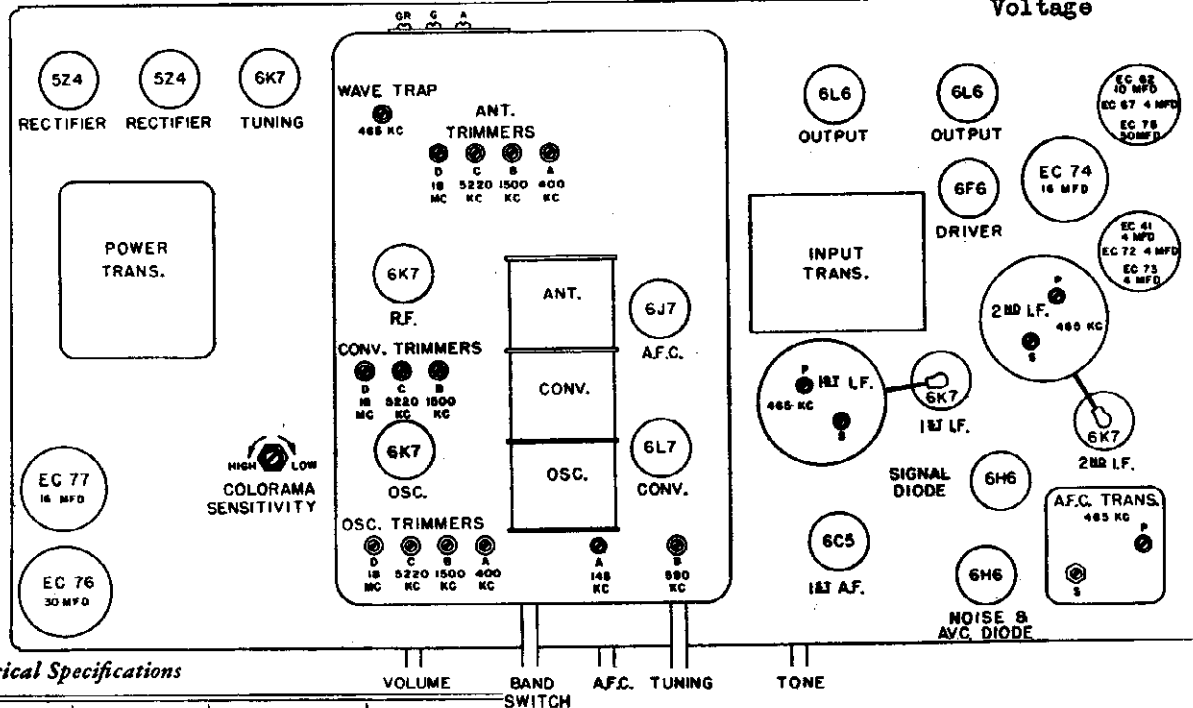 Voltage
GR G A
5Z4
RECTIFIER
5Z4
RECTIFIER
6K7
TUNING
POWER
TRANS.
EC 77
16 MFD
EC 76
30 MFD
HIGH LOW
COLORAMA
SENSITIVITY
WAVE TRAP
465 KC
ANT.
TRIMMERS
D C B A
18 5220 1500 400
MC KC KC KC
6K7
R.F.
CONV. TRIMMERS
D C B
18 5220 1500
MC KC KC
6K7
OSC.
OSC. TRIMMERS
D C B A
18 5220 1500 400
MC KC KC KC
ANT.
CONV.
OSC.
6J7
A.F.C.
6L7
CONV.
A
148
KC
B
590
KC
6L6
OUTPUT
6L6
OUTPUT
6F6
DRIVER
INPUT
TRANS.
EC 62
10 MFD
EC 67 4 MFD
EC 78
50MFD
EC 74
16 MFD
EC 41
4 MFD
EC 72 4 MFD
EC 73
4 MFD
2ND I.F.
P
465 KC
S
6K7
2ND I.F.
1ST I.F.
P
465 KC
S
6K7
1ST I.F.
SIGNAL
DIODE
6H6
6C5
1ST A.F.
6H6
NOISE &
AVC. DIODE
A.F.C. TRANS.
465 KC
P
S
rical Specifications
VOLUME
BAND
SWITCH
A.F.C.
TUNING
TONE